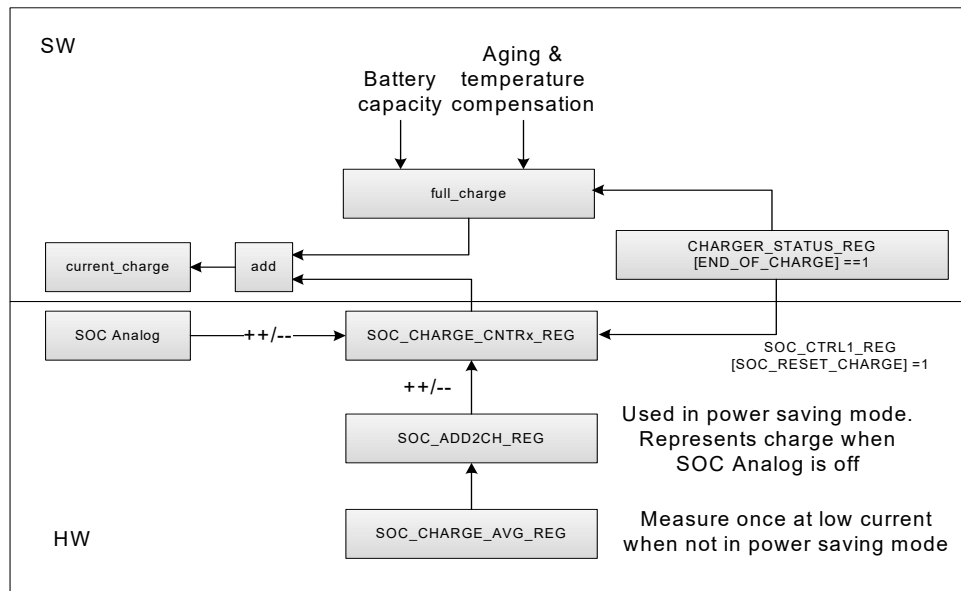 SW
Battery
capacity
Aging &
temperature
compensation
full_charge
CHARGER_STATUS_REG
[END_OF_CHARGE] ==1
current_charge
add
SOC Analog
++/--
SOC_CHARGE_CNTRx_REG
SOC_CTRL1_REG
[SOC_RESET_CHARGE] =1
++/--
SOC_ADD2CH_REG
Used in power saving mode.
Represents charge when
SOC Analog is off
SOC_CHARGE_AVG_REG
Measure once at low current
when not in power saving mode
HW